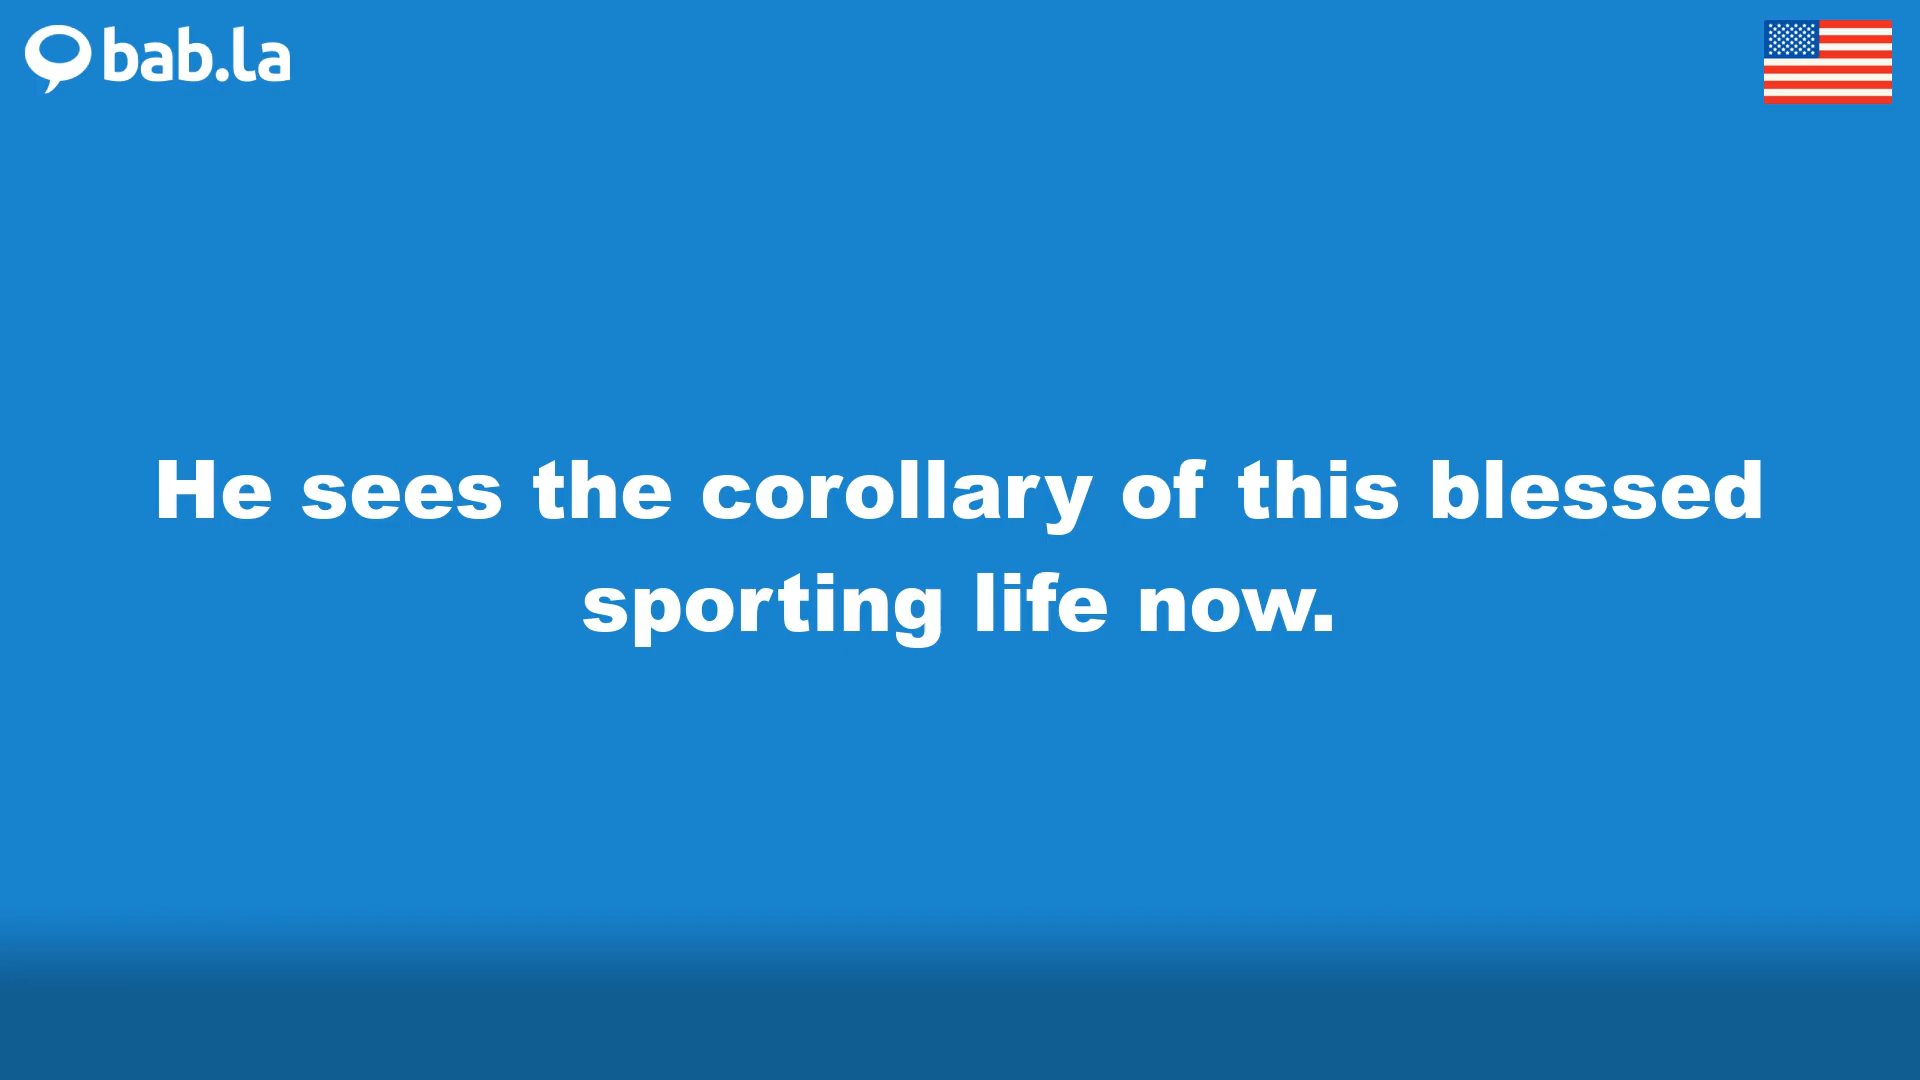 bab.la
He sees the corollary of this blessed
sporting life now.